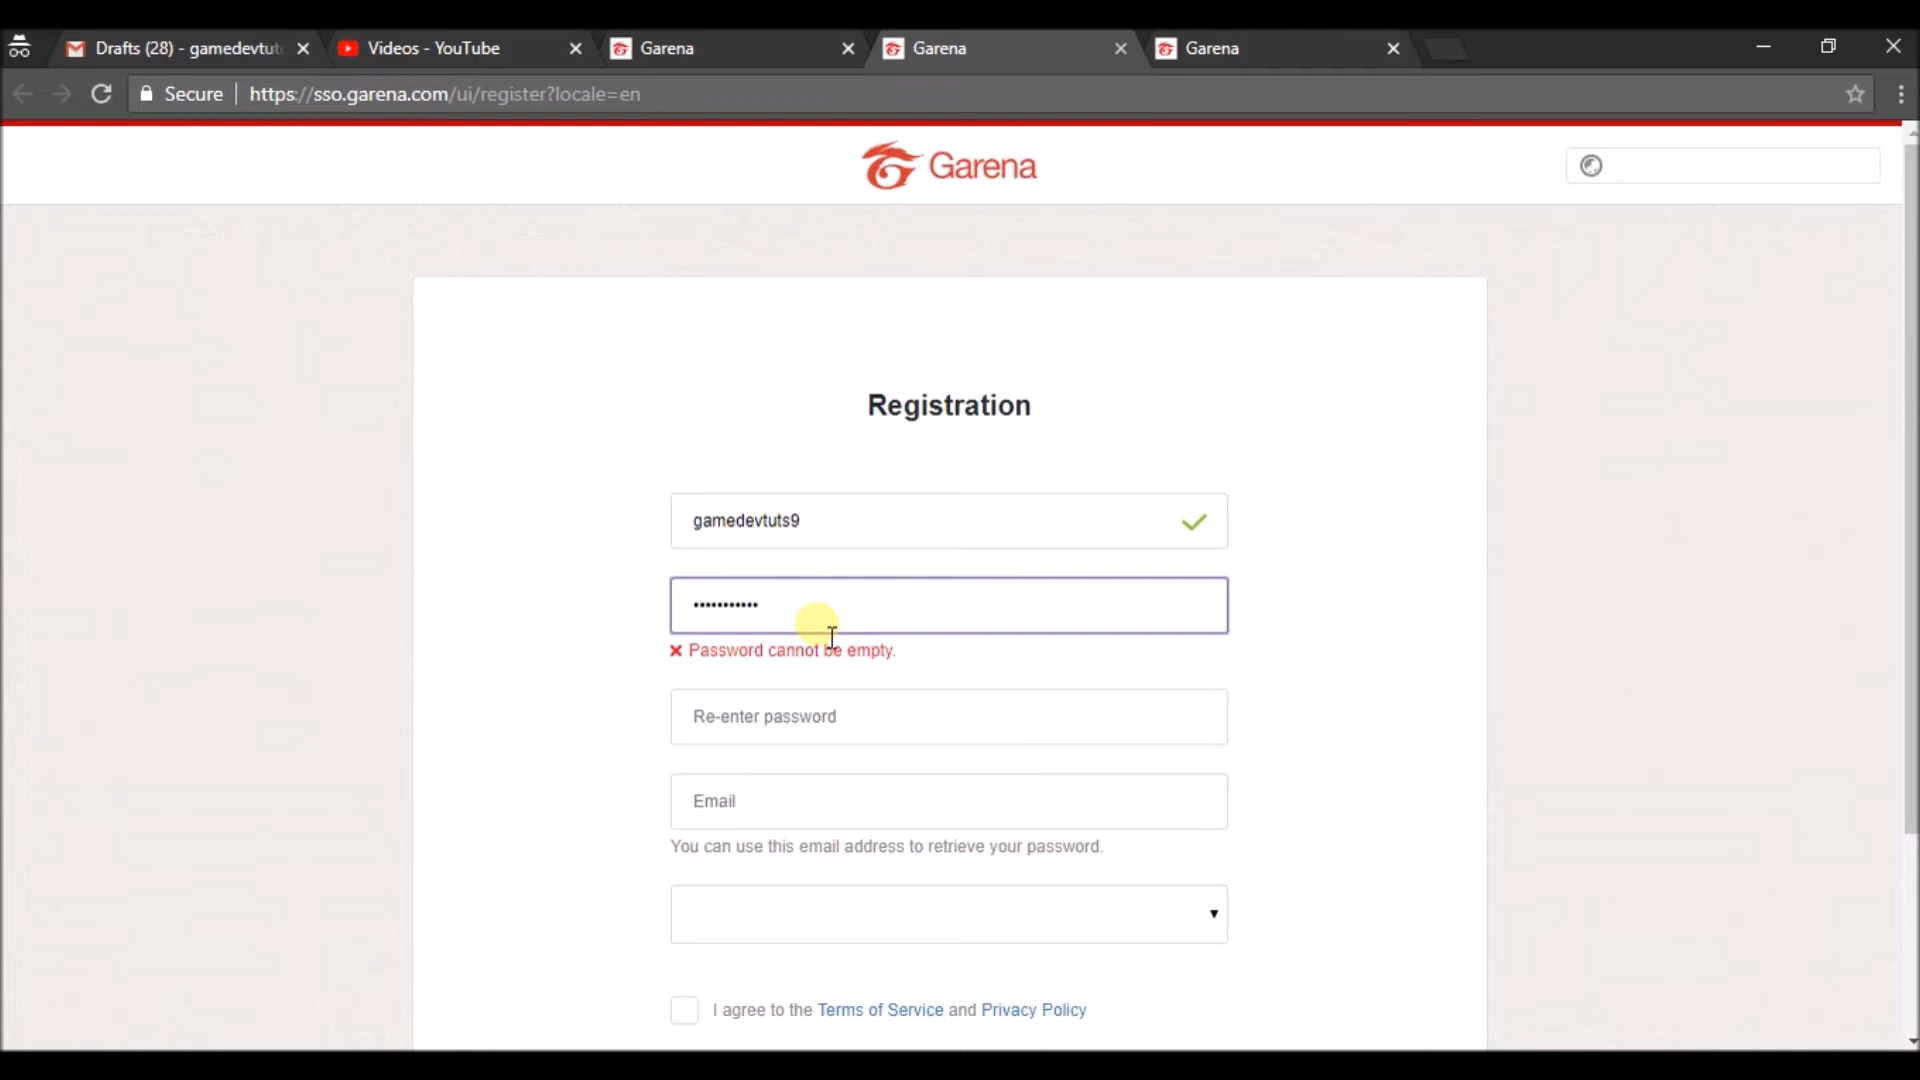 Drafts (28) - gamedevtut
Videos - YouTube
Garena
Garena
Garena
Secure
https://sso.garena.com/ui/register?locale=en
Garena
Registration
gamedevtuts9
•••••••••••
Password cannot be empty.
Re-enter password
Email
You can use this email address to retrieve your password.
I agree to the Terms of Service and Privacy Policy